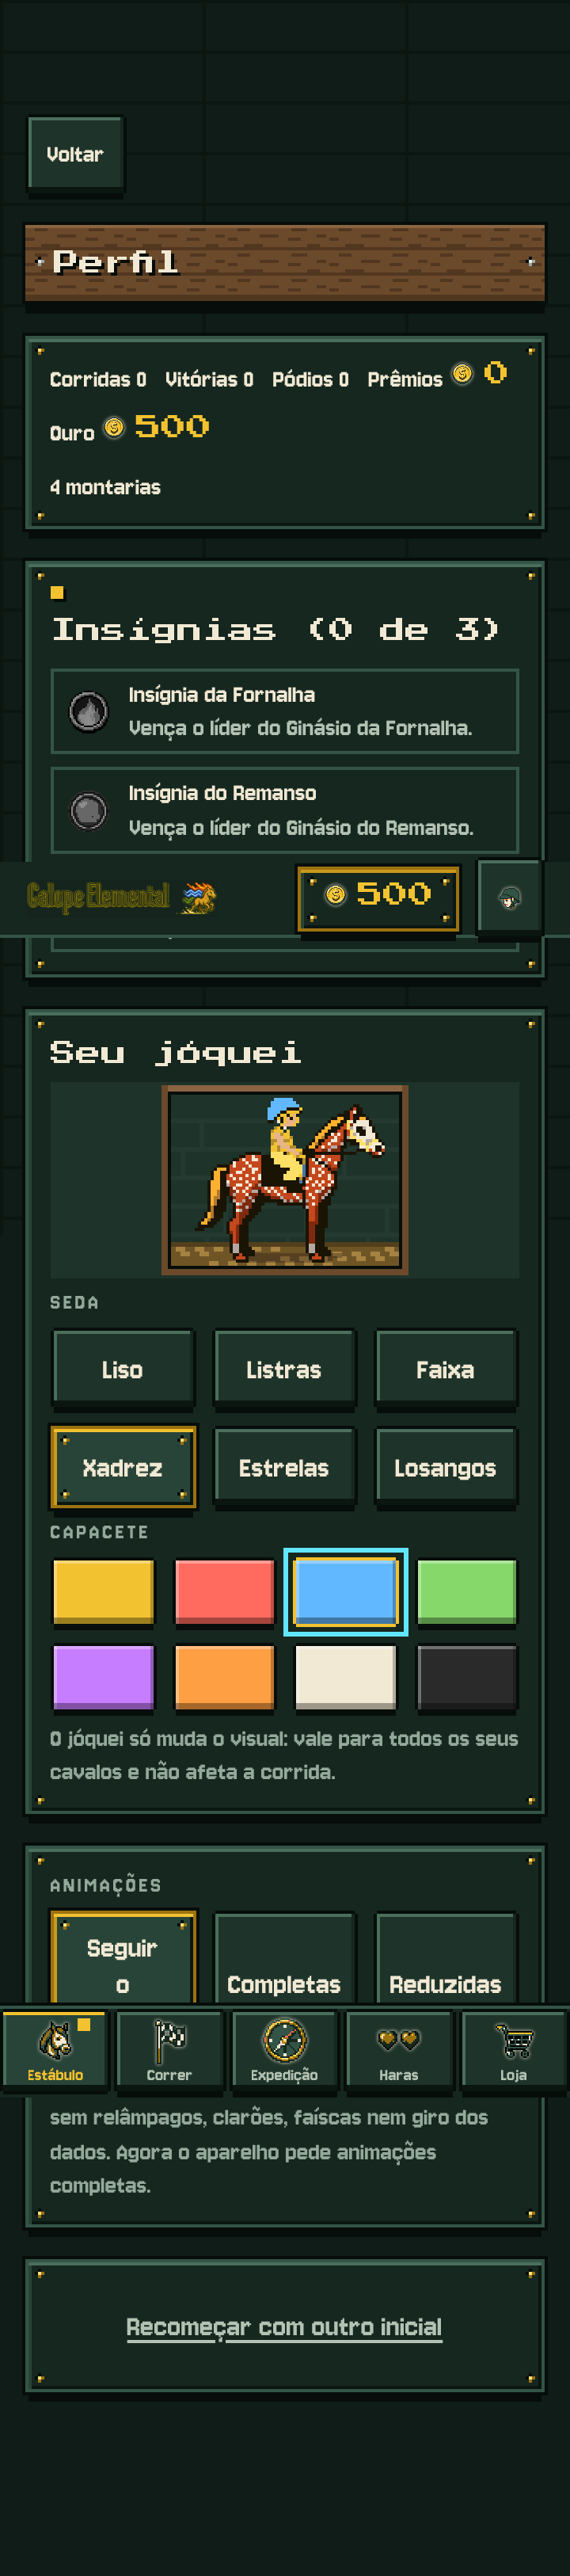 Voltar
Perfil
Corridas 0 Vitórias 0 Pódios 0 Prêmios 0
Ouro 500
4 montarias
Insígnias (0 de 3)
Insígnia da Fornalha
Vença o líder do Ginásio da Fornalha.
Insígnia do Remanso
Vença o líder do Ginásio do Remanso.
Galope Elemental 500
Seu jóquei
SEDA
Liso Listras Faixa
Xadrez Estrelas Losangos
CAPACETE
O jóquei só muda o visual: vale para todos os seus
cavalos e não afeta a corrida.
ANIMAÇÕES
Seguir
o Completas Reduzidas
Estábulo Correr Expedição Haras Loja
sem relâmpagos, clarões, faíscas nem giro dos
dados. Agora o aparelho pede animações
completas.
Recomeçar com outro inicial